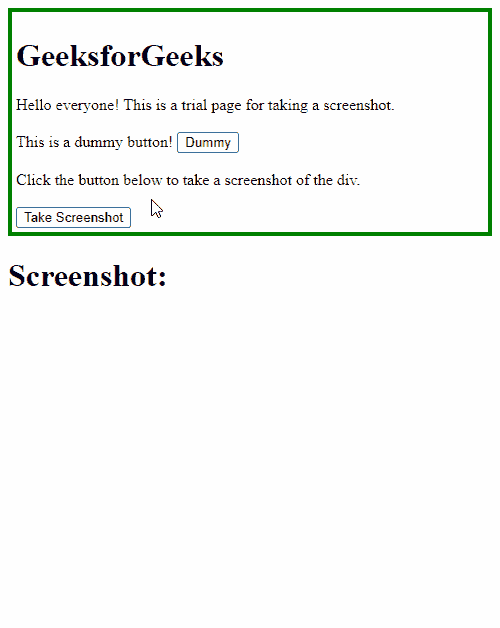 GeeksforGeeks
Hello everyone! This is a trial page for taking a screenshot.
This is a dummy button! Dummy
Click the button below to take a screenshot of the div.
Take Screenshot
Screenshot: